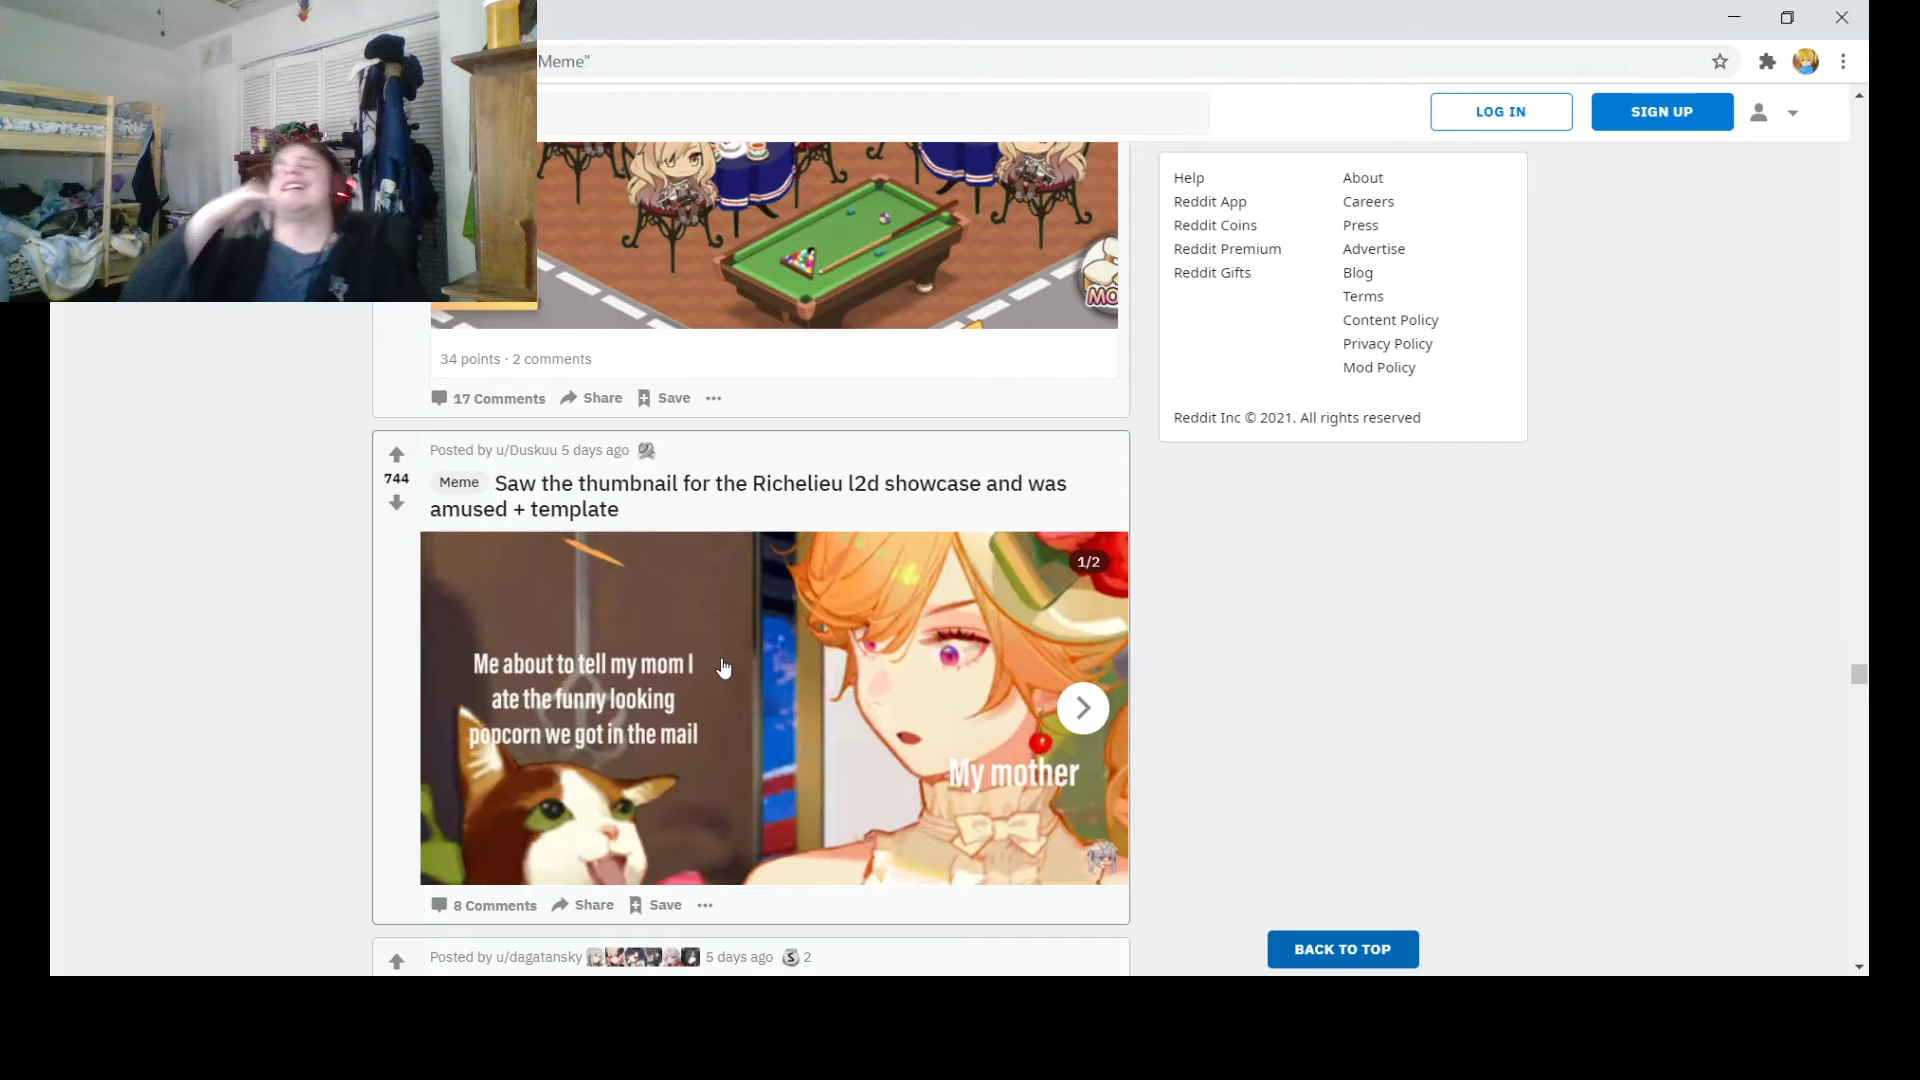 Meme"
LOG IN
SIGN UP
Help
About
Reddit App
Careers
Reddit Coins
Press
Reddit Premium
Advertise
Reddit Gifts
Blog
Terms
Content Policy
Privacy Policy
Mod Policy
Reddit Inc © 2021. All rights reserved
MO
34 points · 2 comments
17 Comments
Share
Save
Posted by u/Duskuu 5 days ago
744
Meme
Saw the thumbnail for the Richelieu l2d showcase and was
amused + template
1/2
Me about to tell my mom I
ate the funny looking
popcorn we got in the mail
My mother
8 Comments
Share
Save
Posted by u/dagatansky
5 days ago
2
BACK TO TOP